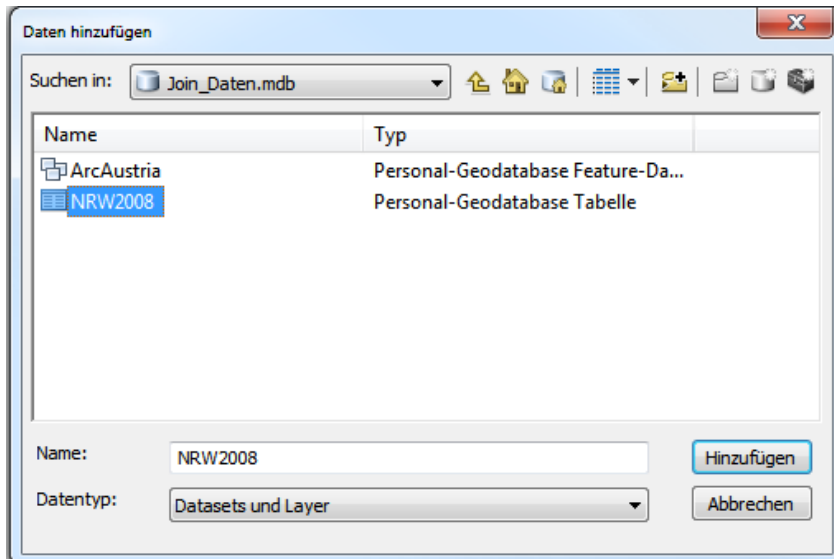 Daten hinzufügen
Suchen in: Join_Daten.mdb
Name Typ
ArcAustria Personal-Geodatabase Feature-Da...
NRW2008 Personal-Geodatabase Tabelle
Name: NRW2008 Hinzufügen
Datentyp: Datasets und Layer Abbrechen